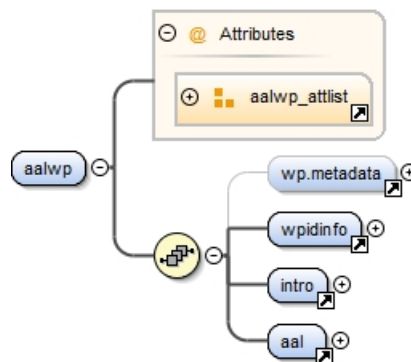 @ Attributes
aalwp_attlist
aalwp
wp.metadata
wpidinfo
intro
aal